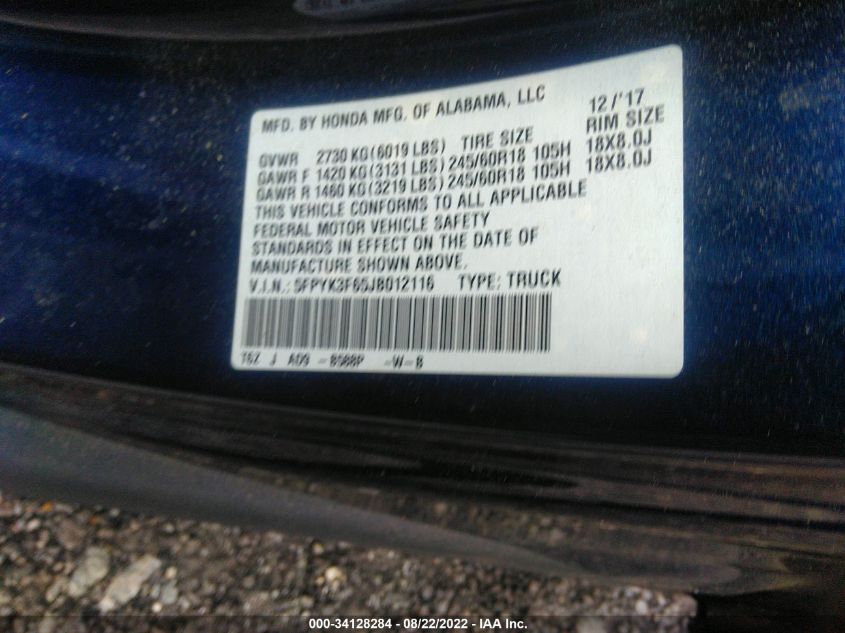 MFD. BY HONDA MFG. OF ALABAMA, LLC 12/'17
GVWR 2730 KG(6019 LBS) TIRE SIZE RIM SIZE
GAWR F 1420 KG(3131 LBS) 245/60R18 105H 18X8.0J
GAWR R 1460 KG(3219 LBS) 245/60R18 105H 18X8.0J
THIS VEHICLE CONFORMS TO ALL APPLICABLE
FEDERAL MOTOR VEHICLE SAFETY
STANDARDS IN EFFECT ON THE DATE OF
MANUFACTURE SHOWN ABOVE.
V.I.N.: 5FPYK3F65JB012116 TYPE: TRUCK
T6Z J A09 -B588P -W-B
000-34128284 - 08/22/2022 - IAA Inc.